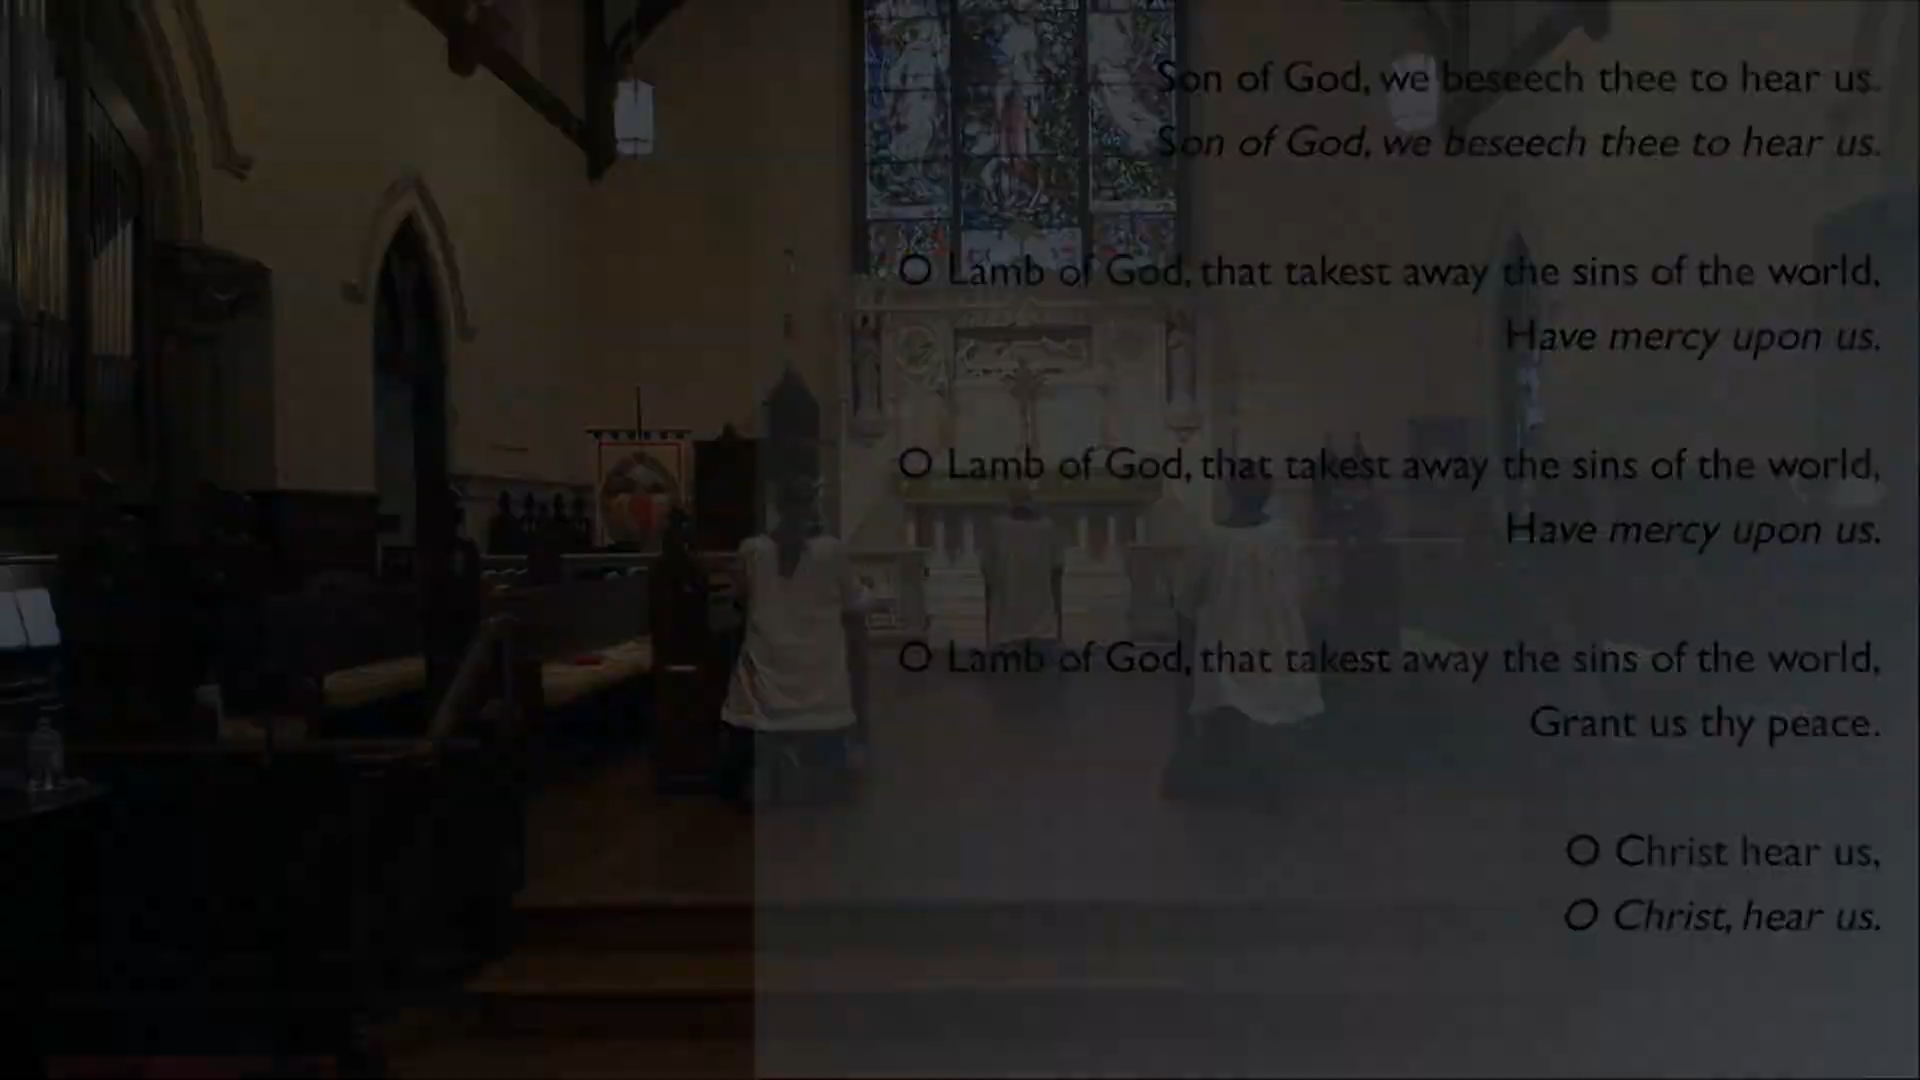 Son of God, we beseech thee to hear us.
Son of God, we beseech thee to hear us.
O Lamb of God, that takest away the sins of the world,
Have mercy upon us.
O Lamb of God, that takest away the sins of the world,
Have mercy upon us.
O Lamb of God, that takest away the sins of the world,
Grant us thy peace.
O Christ hear us,
O Christ, hear us.